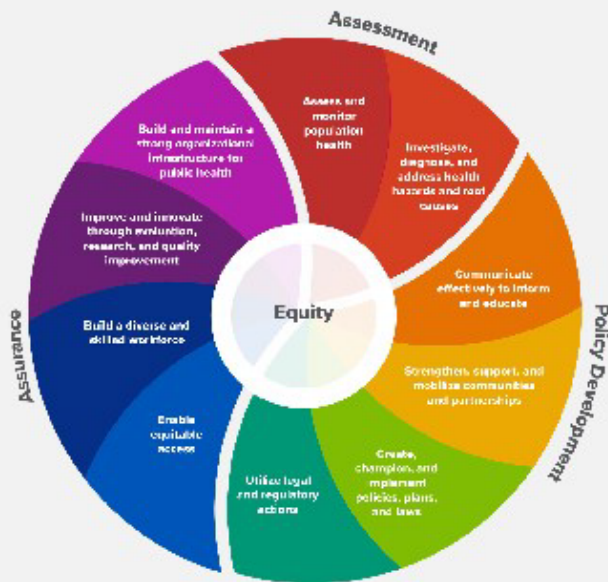 Assessment
Assess and
monitor
population
health
Investigate,
diagnose, and
address health
hazards and root
causes
Policy Development
Communicate
effectively to inform
and educate
Strengthen, support, and
mobilize communities
and partnerships
Create,
champion, and
implement
policies, plans,
and laws
Utilize legal
and regulatory
actions
Assurance
Enable
equitable
access
Build a diverse and
skilled workforce
Improve and innovate
through evaluation,
research, and quality
improvement
Build and maintain a
strong organizational
infrastructure for
public health
Equity